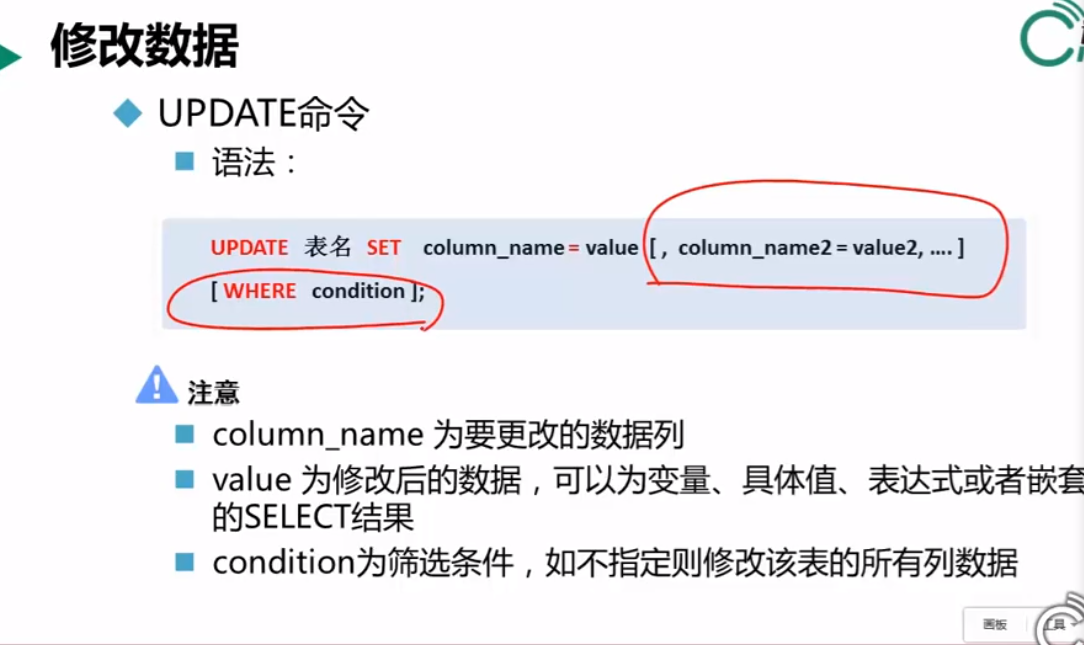 修改数据
UPDATE命令
语法：
UPDATE 表名 SET column_name = value [ , column_name2 = value2, .... ]
[ WHERE condition ];
注意
column_name 为要更改的数据列
value 为修改后的数据，可以为变量、具体值、表达式或者嵌套
的SELECT结果
condition为筛选条件，如不指定则修改该表的所有列数据
画板